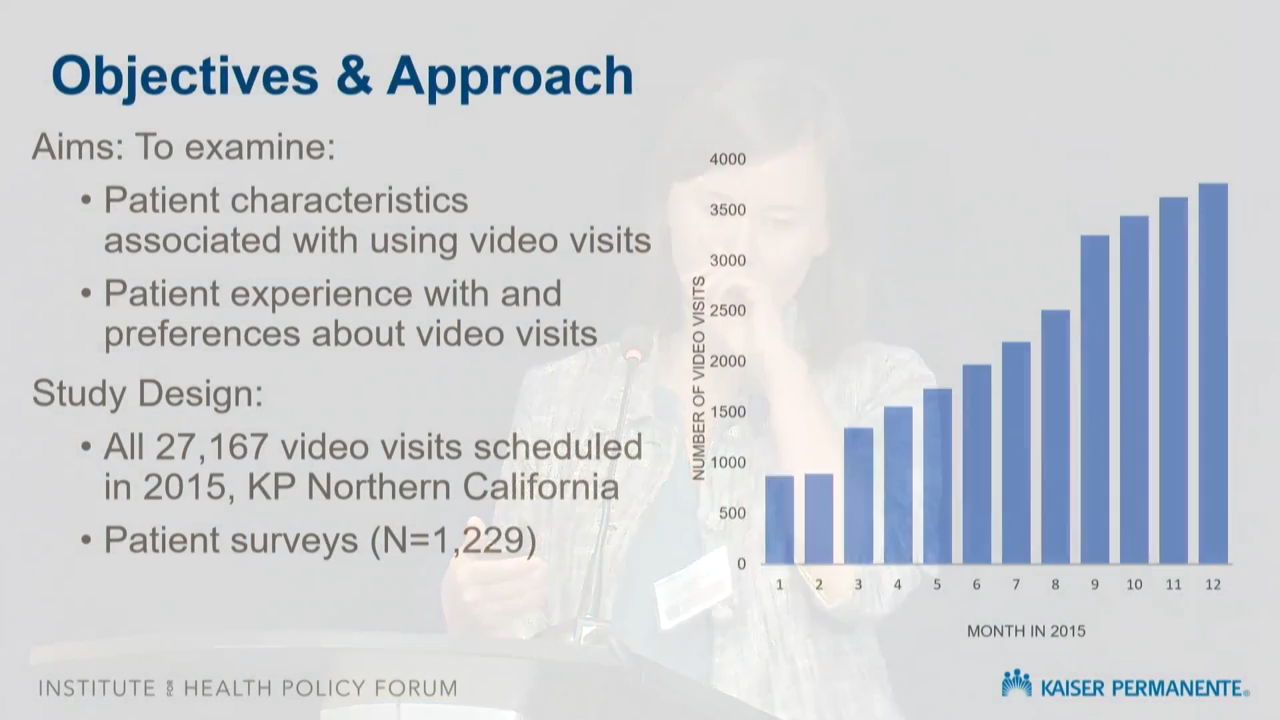 Objectives & Approach
Aims: To examine:
• Patient characteristics
associated with using video visits
• Patient experience with and
preferences about video visits
Study Design:
• All 27,167 video visits scheduled
in 2015, KP Northern California
• Patient surveys (N=1,229)
NUMBER OF VIDEO VISITS
4000
3500
3000
2500
2000
1500
1000
500
0
1 2 3 4 5 6 7 8 9 10 11 12
MONTH IN 2015
INSTITUTE FOR HEALTH POLICY FORUM
KAISER PERMANENTE®